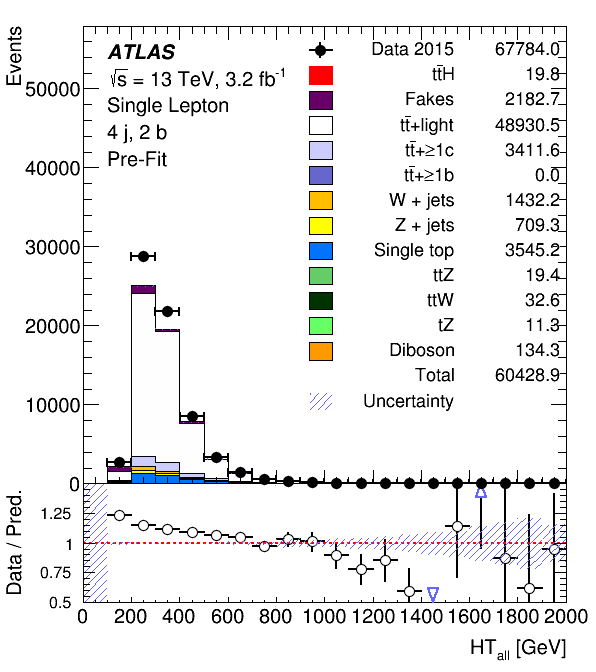 Events
50000
40000
30000
20000
10000
0
ATLAS
√s = 13 TeV, 3.2 fb⁻¹
Single Lepton
4 j, 2 b
Pre-Fit
Data 2015 67784.0
tt̄H 19.8
Fakes 2182.7
tt̄+light 48930.5
tt̄+≥1c 3411.6
tt̄+≥1b 0.0
W + jets 1432.2
Z + jets 709.3
Single top 3545.2
ttZ 19.4
ttW 32.6
tZ 11.3
Diboson 134.3
Total 60428.9
Uncertainty
Data / Pred.
1.25
1
0.75
0.5
0 200 400 600 800 1000 1200 1400 1600 1800 2000
HT_all [GeV]